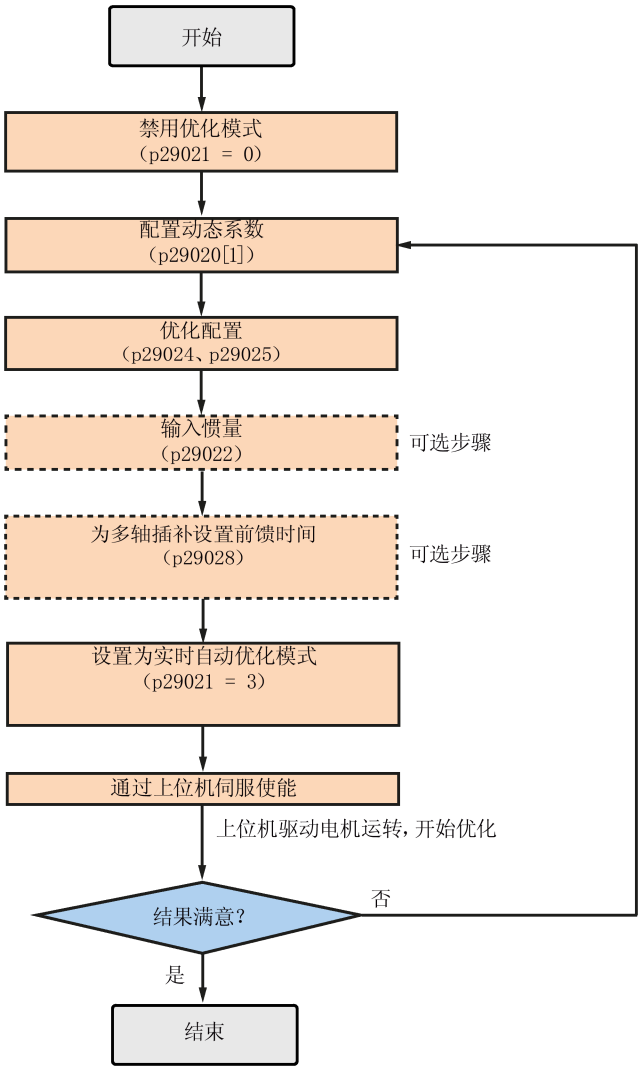 开始
禁用优化模式
(p29021 = 0)
配置动态系数
(p29020[1])
优化配置
(p29024、p29025)
输入惯量
(p29022)
可选步骤
为多轴插补设置前馈时间
(p29028)
可选步骤
设置为实时自动优化模式
(p29021 = 3)
通过上位机伺服使能
上位机驱动电机运转，开始优化
结果满意?
否
是
结束